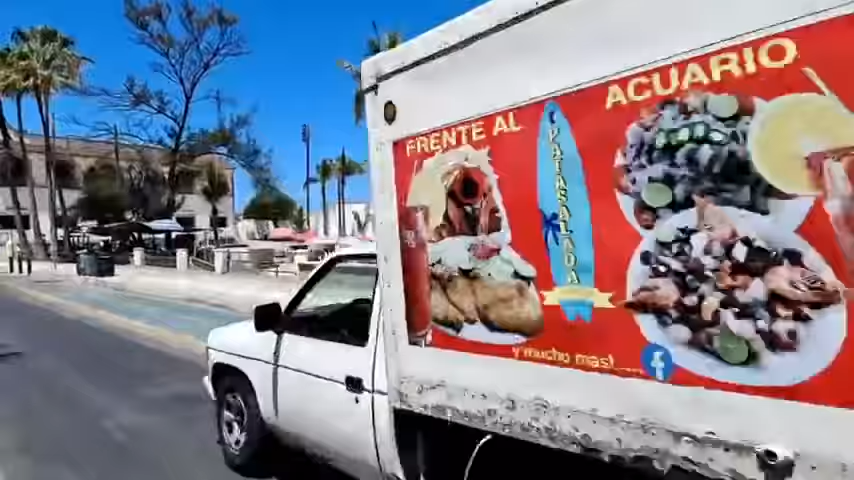 FRENTE AL
ACUARIO
PATASALADA
y mucho mas!......
f